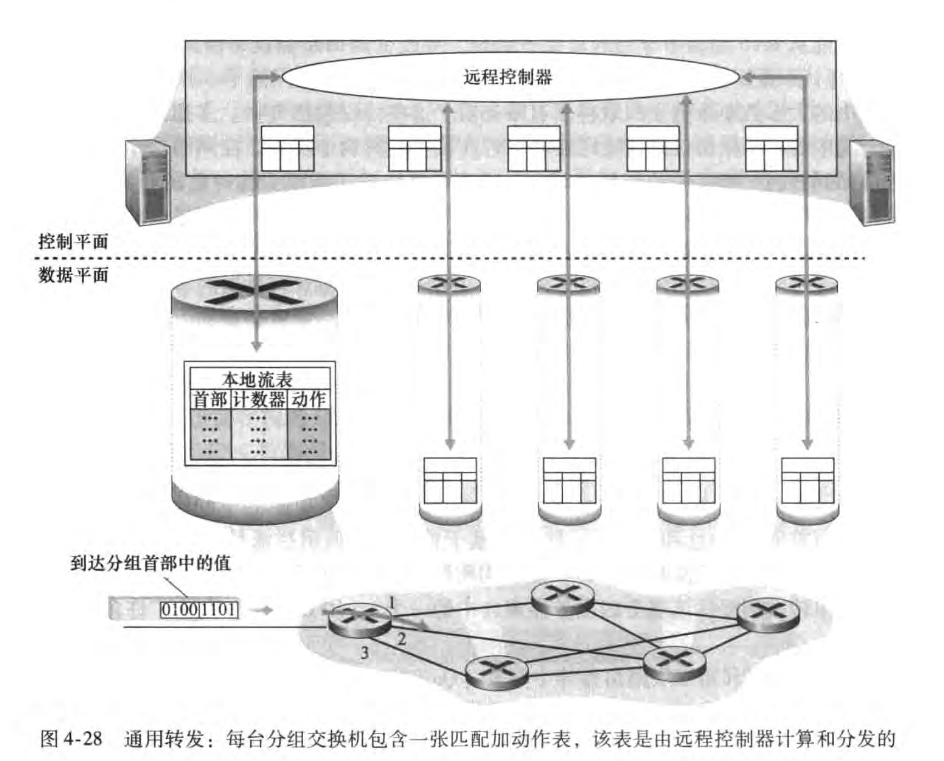 远程控制器
控制平面
数据平面
本地流表
首部 计数器 动作
... ... ...
... ... ...
... ... ...
... ... ...
到达分组首部中的值
0100 1101
1
2
3
图 4-28 通用转发：每台分组交换机包含一张匹配加动作表，该表是由远程控制器计算和分发的